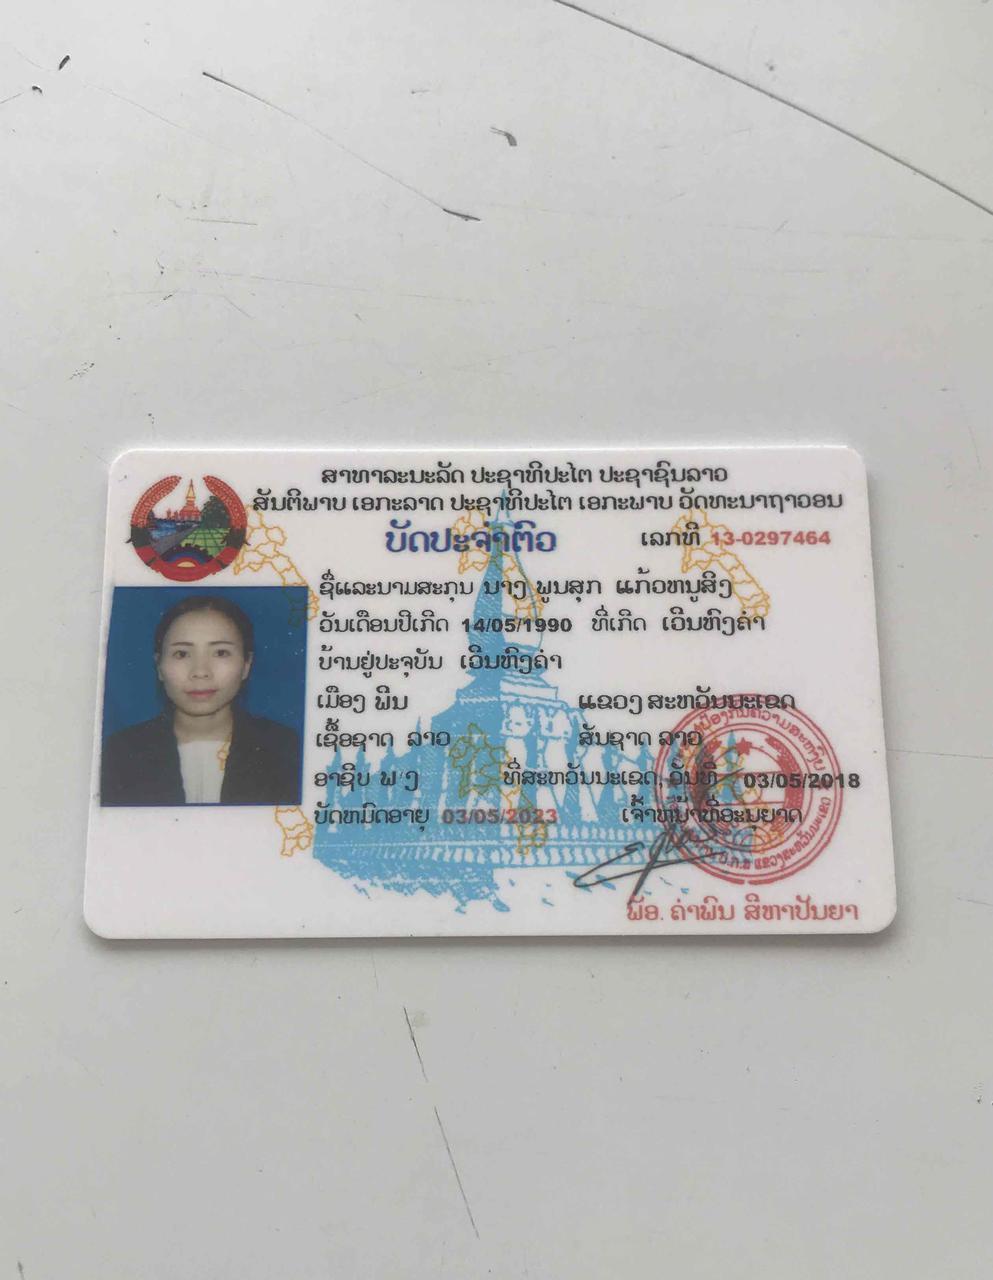 ສາທາລະນະລັດ ປະຊາທິປະໄຕ ປະຊາຊົນລາວ
ສັນຕິພາບ ເອກະລາດ ປະຊາທິປະໄຕ ເອກະພາບ ວັດທະນາຖາວອນ
ບັດປະຈຳຕົວ ເລກທີ 13-0297464
ຊື່ແລະນາມສະກຸນ ນາງ ພູນສຸກ ແກ້ວຫນູສິງ
ວັນເດືອນປີເກີດ 14/05/1990 ທີ່ເກີດ ເວີນຫົງຄຳ
ບ້ານຢູ່ປະຈຸບັນ ເວີນຫົງຄຳ
ເມືອງ ພີນ ແຂວງ ສະຫວັນນະເຂດ
ເຊື້ອຊາດ ລາວ ສັນຊາດ ລາວ
ອາຊີບ ພ/ງ ທີ່ສະຫວັນນະເຂດ, ວັນທີ 03/05/2018
ບັດຫມົດອາຍຸ 03/05/2023 ເຈົ້າຫນ້າທີ່ອະນຸຍາດ
ພັອ. ຄຳພົນ ສີຫາປັນຍາ